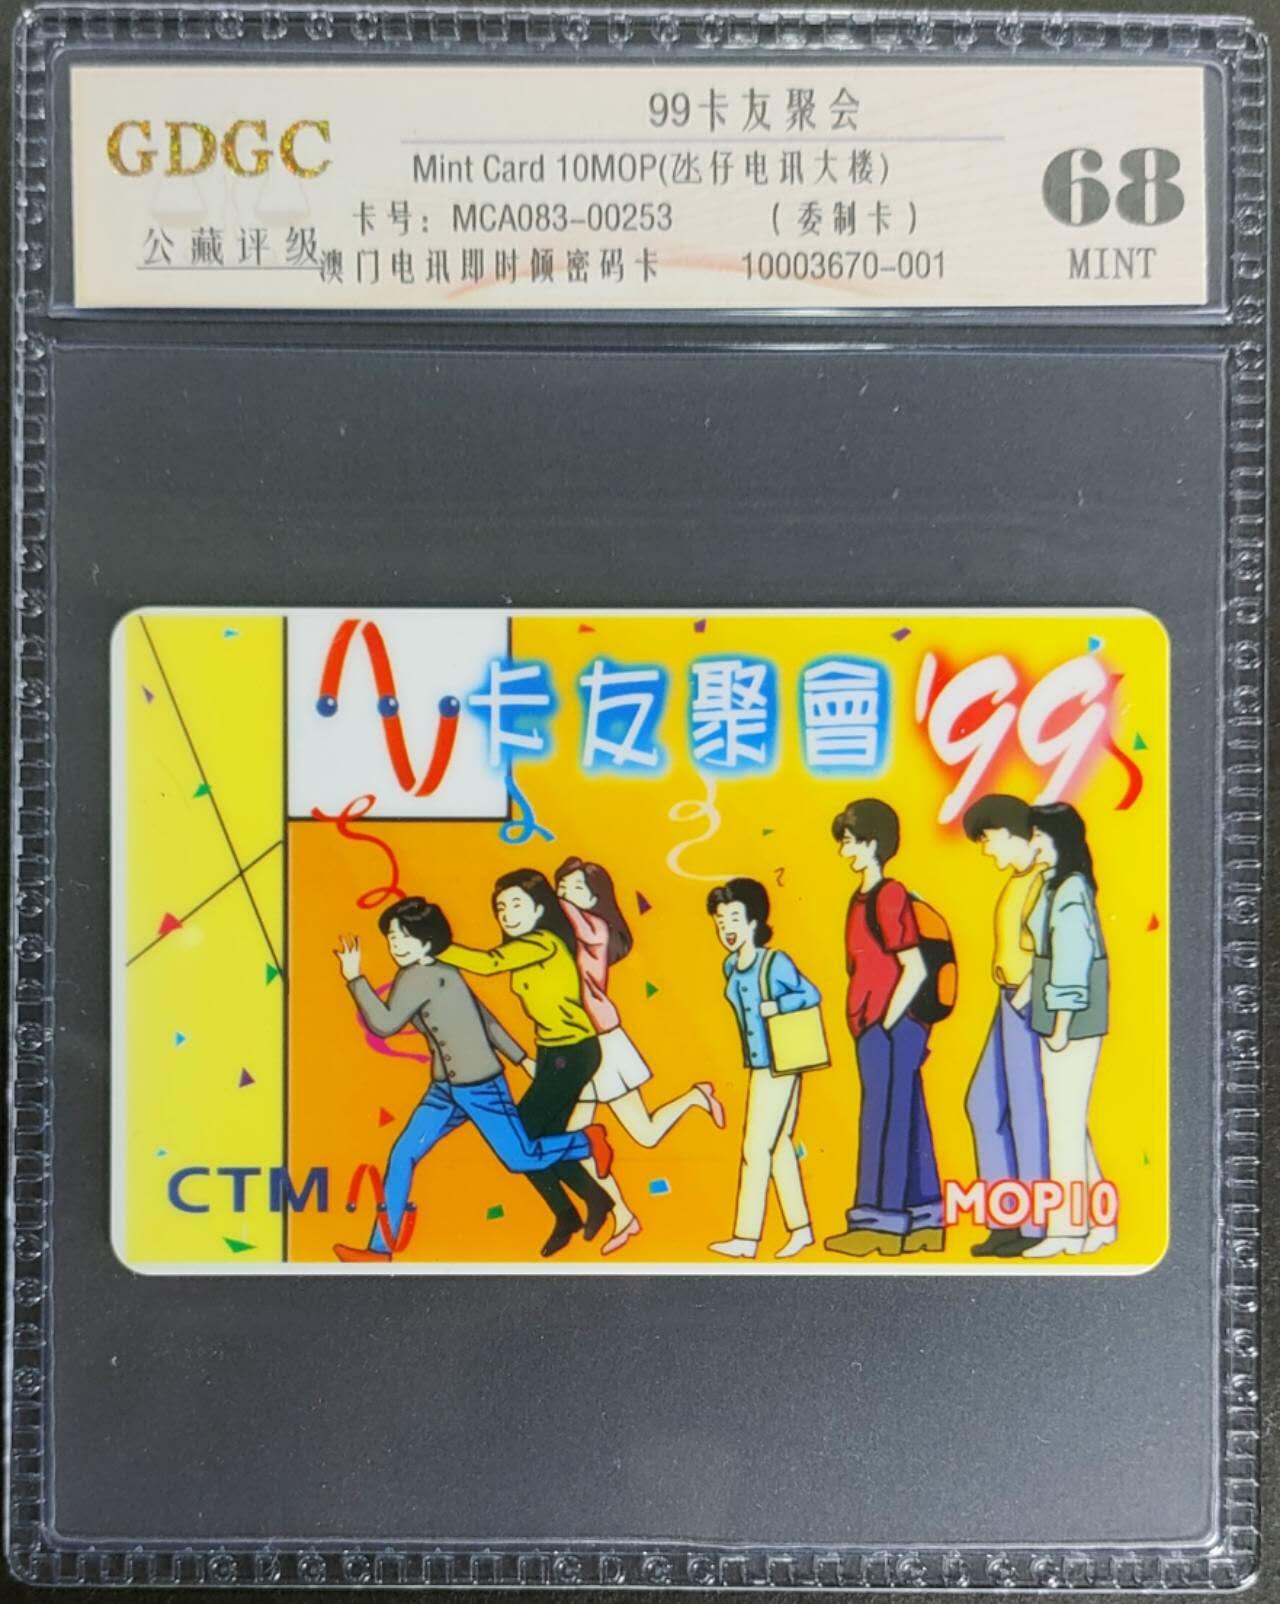 99卡友聚会
GDGC
Mint Card 10MOP(氹仔电讯大楼)
68
卡号：MCA083-00253 （委制卡）
公藏评级
澳门电讯即时倾密码卡 10003670-001
MINT
卡友聚會'99
CTM
MOP10